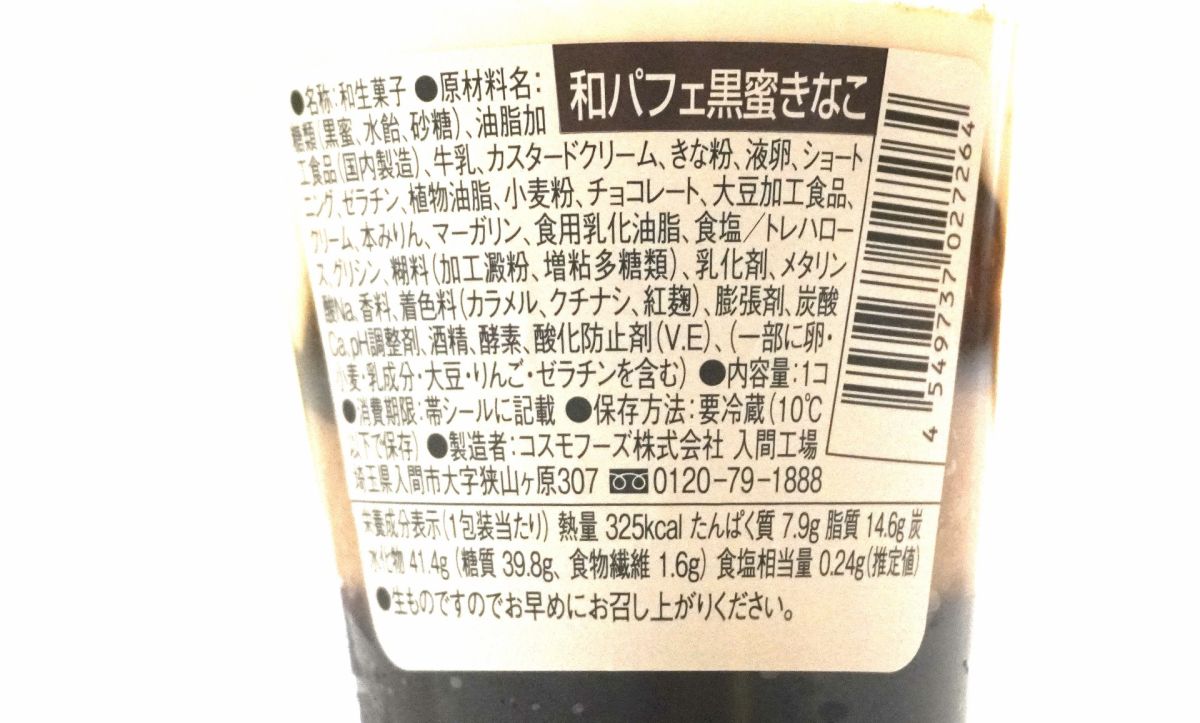 和パフェ黒蜜きなこ
●名称:和生菓子 ●原材料名:
糖類(黒蜜、水飴、砂糖)、油脂加
工食品(国内製造)、牛乳、カスタードクリーム、きな粉、液卵、ショート
ニング、ゼラチン、植物油脂、小麦粉、チョコレート、大豆加工食品、
クリーム、本みりん、マーガリン、食用乳化油脂、食塩/トレハロー
ス、グリシン、糊料(加工澱粉、増粘多糖類)、乳化剤、メタリン
酸Na、香料、着色料(カラメル、クチナシ、紅麹)、膨張剤、炭酸
Ca、pH調整剤、酒精、酵素、酸化防止剤(V.E)、(一部に卵・
小麦・乳成分・大豆・りんご・ゼラチンを含む) ●内容量:1コ
●消費期限:帯シールに記載 ●保存方法:要冷蔵(10℃
以下で保存) ●製造者:コスモフーズ株式会社 入間工場
埼玉県入間市大字狭山ヶ原307 0120-79-1888
栄養成分表示(1包装当たり) 熱量 325kcal たんぱく質 7.9g 脂質 14.6g 炭
水化物 41.4g (糖質 39.8g、食物繊維 1.6g) 食塩相当量 0.24g(推定値)
●生ものですのでお早めにお召し上がりください。
4 549737 027264